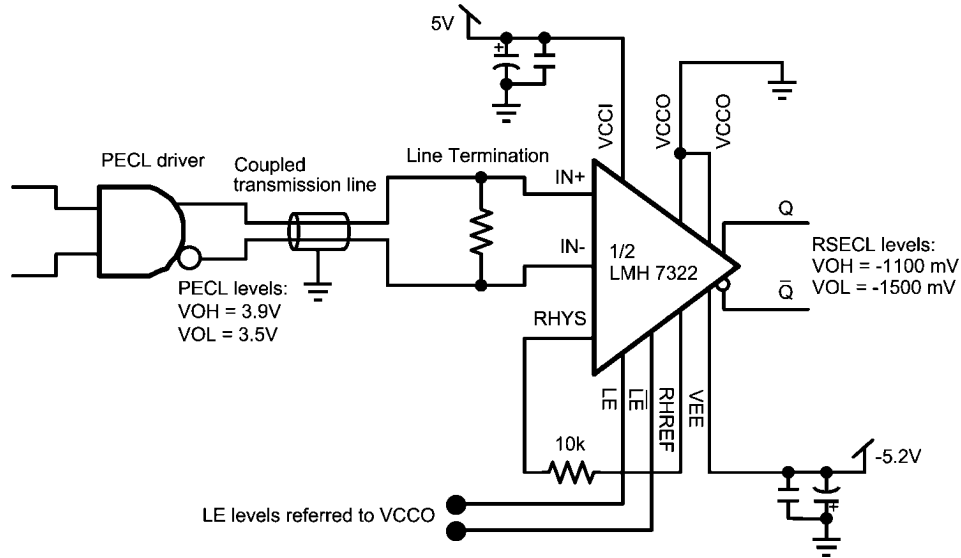 5V
+
VCCI
VCCO
VCCO
PECL driver
Coupled
transmission line
Line Termination
IN+
IN-
1/2
LMH 7322
Q
RSECL levels:
VOH = -1100 mV
VOL = -1500 mV
Q̅
PECL levels:
VOH = 3.9V
VOL = 3.5V
RHYS
LE
L̅E̅
RHREF
VEE
10k
-5.2V
+
LE levels referred to VCCO